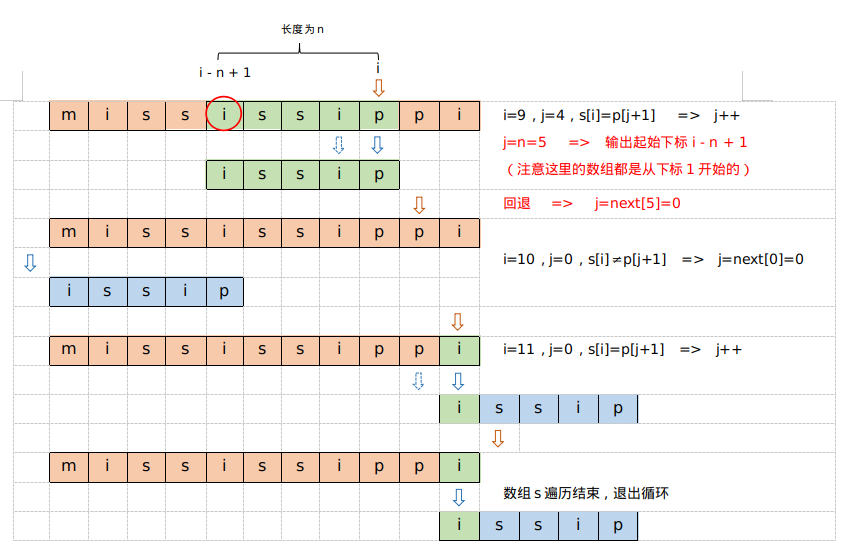 长度为n
i - n + 1
i
m i s s i s s i p p i
i=9，j=4，s[i]=p[j+1] => j++
j=n=5 => 输出起始下标 i - n + 1
（注意这里的数组都是从下标1开始的）
i s s i p
回退 => j=next[5]=0
m i s s i s s i p p i
i=10，j=0，s[i]≠p[j+1] => j=next[0]=0
i s s i p
m i s s i s s i p p i
i=11，j=0，s[i]=p[j+1] => j++
i s s i p
m i s s i s s i p p i
数组s遍历结束，退出循环
i s s i p